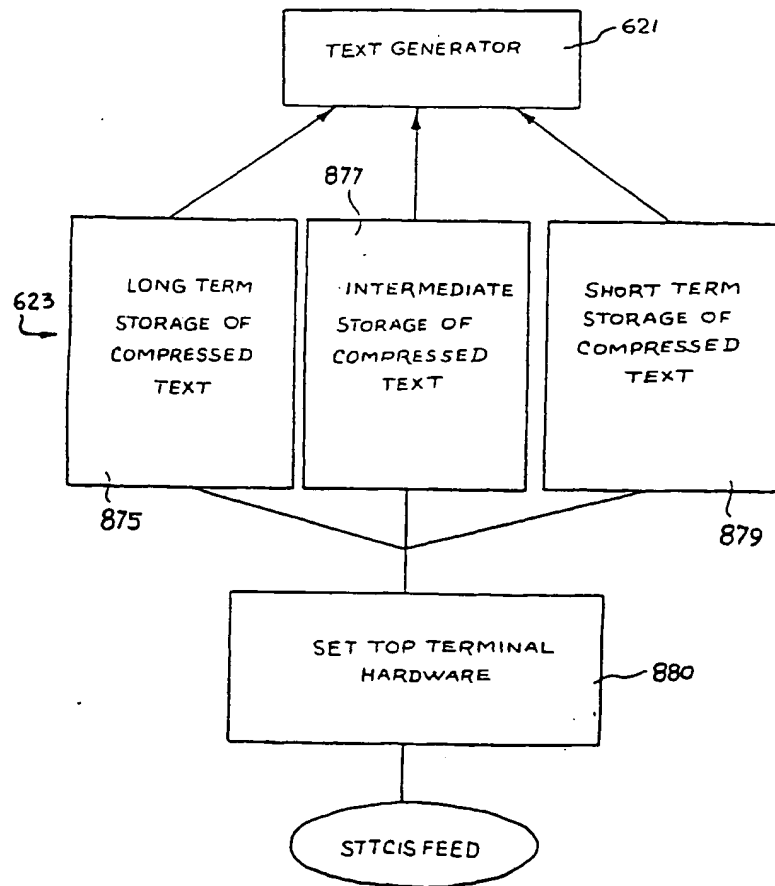 TEXT GENERATOR
621
877
623
LONG TERM
STORAGE OF
COMPRESSED
TEXT
INTERMEDIATE
STORAGE OF
COMPRESSED
TEXT
SHORT TERM
STORAGE OF
COMPRESSED
TEXT
875
879
SET TOP TERMINAL
HARDWARE
880
STTCIS FEED